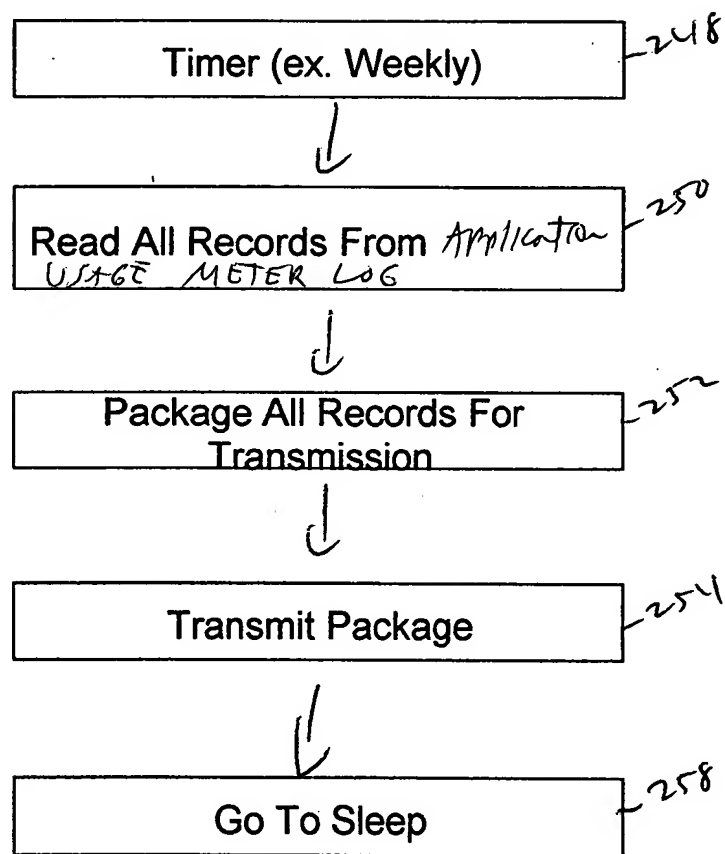 Timer (ex. Weekly)
248
Read All Records From Application
USAGE METER LOG
250
Package All Records For
Transmission
252
Transmit Package
254
Go To Sleep
258